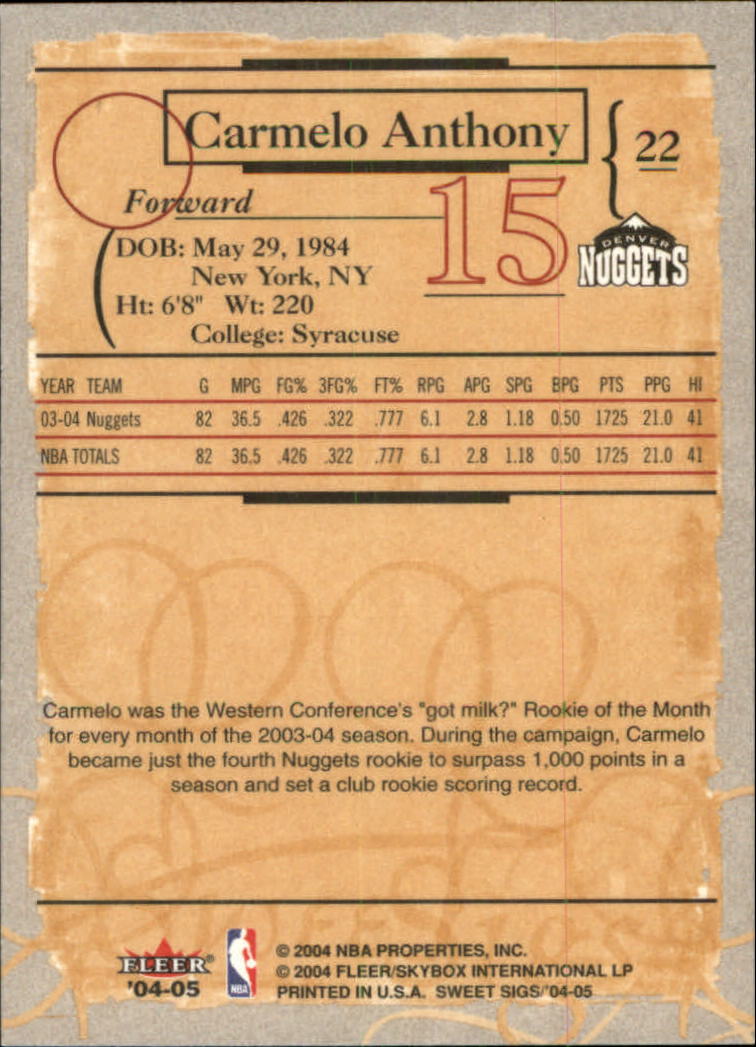 Carmelo Anthony
22
Forward
15
DENVER
NUGGETS
DOB: May 29, 1984
New York, NY
Ht: 6'8" Wt: 220
College: Syracuse
YEAR TEAM G MPG FG% 3FG% FT% RPG APG SPG BPG PTS PPG HI
03-04 Nuggets 82 36.5 .426 .322 .777 6.1 2.8 1.18 0.50 1725 21.0 41
NBA TOTALS 82 36.5 .426 .322 .777 6.1 2.8 1.18 0.50 1725 21.0 41
Carmelo was the Western Conference's "got milk?" Rookie of the Month
for every month of the 2003-04 season. During the campaign, Carmelo
became just the fourth Nuggets rookie to surpass 1,000 points in a
season and set a club rookie scoring record.
FLEER®
'04-05
NBA
© 2004 NBA PROPERTIES, INC.
© 2004 FLEER/SKYBOX INTERNATIONAL LP
PRINTED IN U.S.A. SWEET SIGS/'04-05